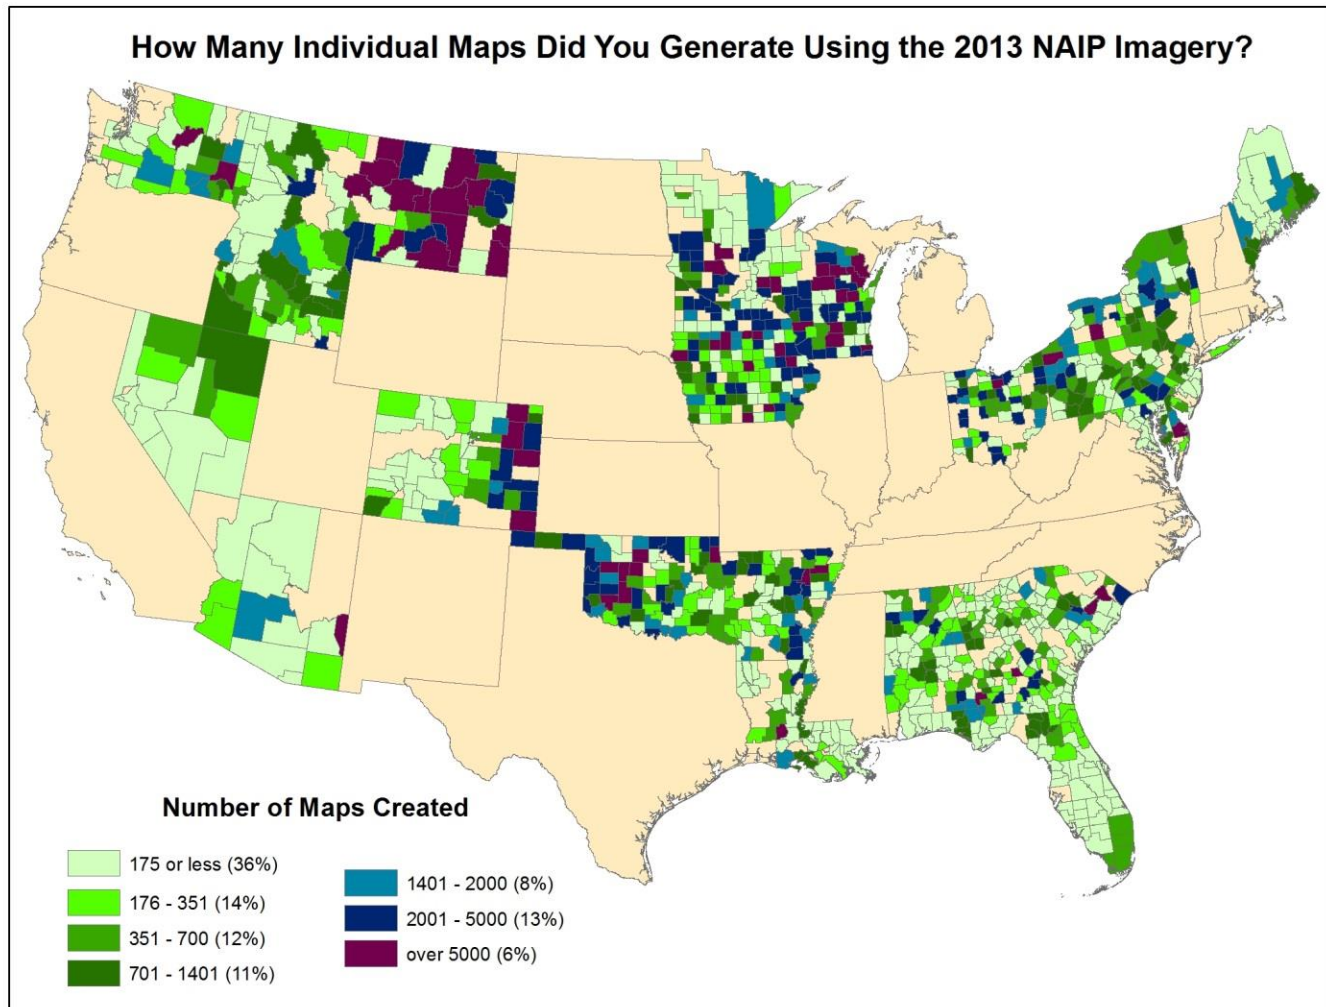 How Many Individual Maps Did You Generate Using the 2013 NAIP Imagery?
Number of Maps Created
175 or less (36%)
176 - 351 (14%)
351 - 700 (12%)
701 - 1401 (11%)
1401 - 2000 (8%)
2001 - 5000 (13%)
over 5000 (6%)